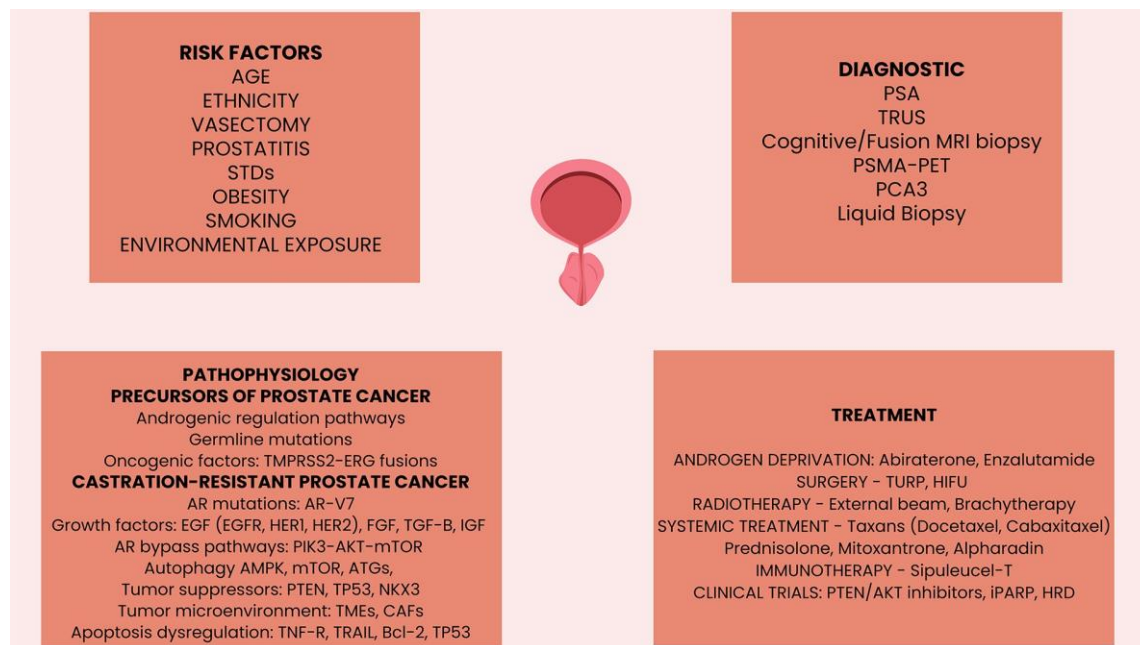 RISK FACTORS
AGE
ETHNICITY
VASECTOMY
PROSTATITIS
STDs
OBESITY
SMOKING
ENVIRONMENTAL EXPOSURE
DIAGNOSTIC
PSA
TRUS
Cognitive/Fusion MRI biopsy
PSMA-PET
PCA3
Liquid Biopsy
PATHOPHYSIOLOGY
PRECURSORS OF PROSTATE CANCER
Androgenic regulation pathways
Germline mutations
Oncogenic factors: TMPRSS2-ERG fusions
CASTRATION-RESISTANT PROSTATE CANCER
AR mutations: AR-V7
Growth factors: EGF (EGFR, HER1, HER2), FGF, TGF-B, IGF
AR bypass pathways: PIK3-AKT-mTOR
Autophagy AMPK, mTOR, ATGs,
Tumor suppressors: PTEN, TP53, NKX3
Tumor microenvironment: TMEs, CAFs
Apoptosis dysregulation: TNF-R, TRAIL, Bcl-2, TP53
TREATMENT
ANDROGEN DEPRIVATION: Abiraterone, Enzalutamide
SURGERY - TURP, HIFU
RADIOTHERAPY - External beam, Brachytherapy
SYSTEMIC TREATMENT - Taxans (Docetaxel, Cabaxitaxel)
Prednisolone, Mitoxantrone, Alpharadin
IMMUNOTHERAPY - Sipuleucel-T
CLINICAL TRIALS: PTEN/AKT inhibitors, iPARP, HRD